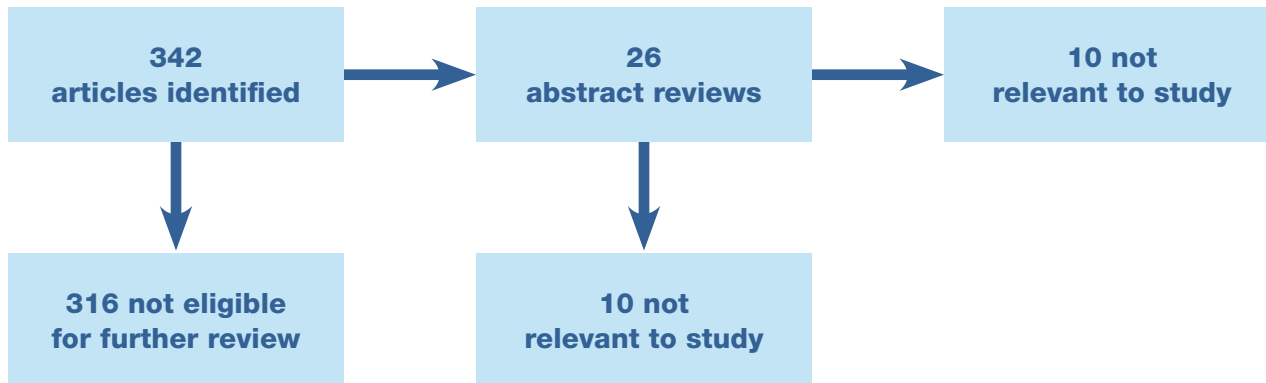 342
articles identified
26
abstract reviews
10 not
relevant to study
316 not eligible
for further review
10 not
relevant to study